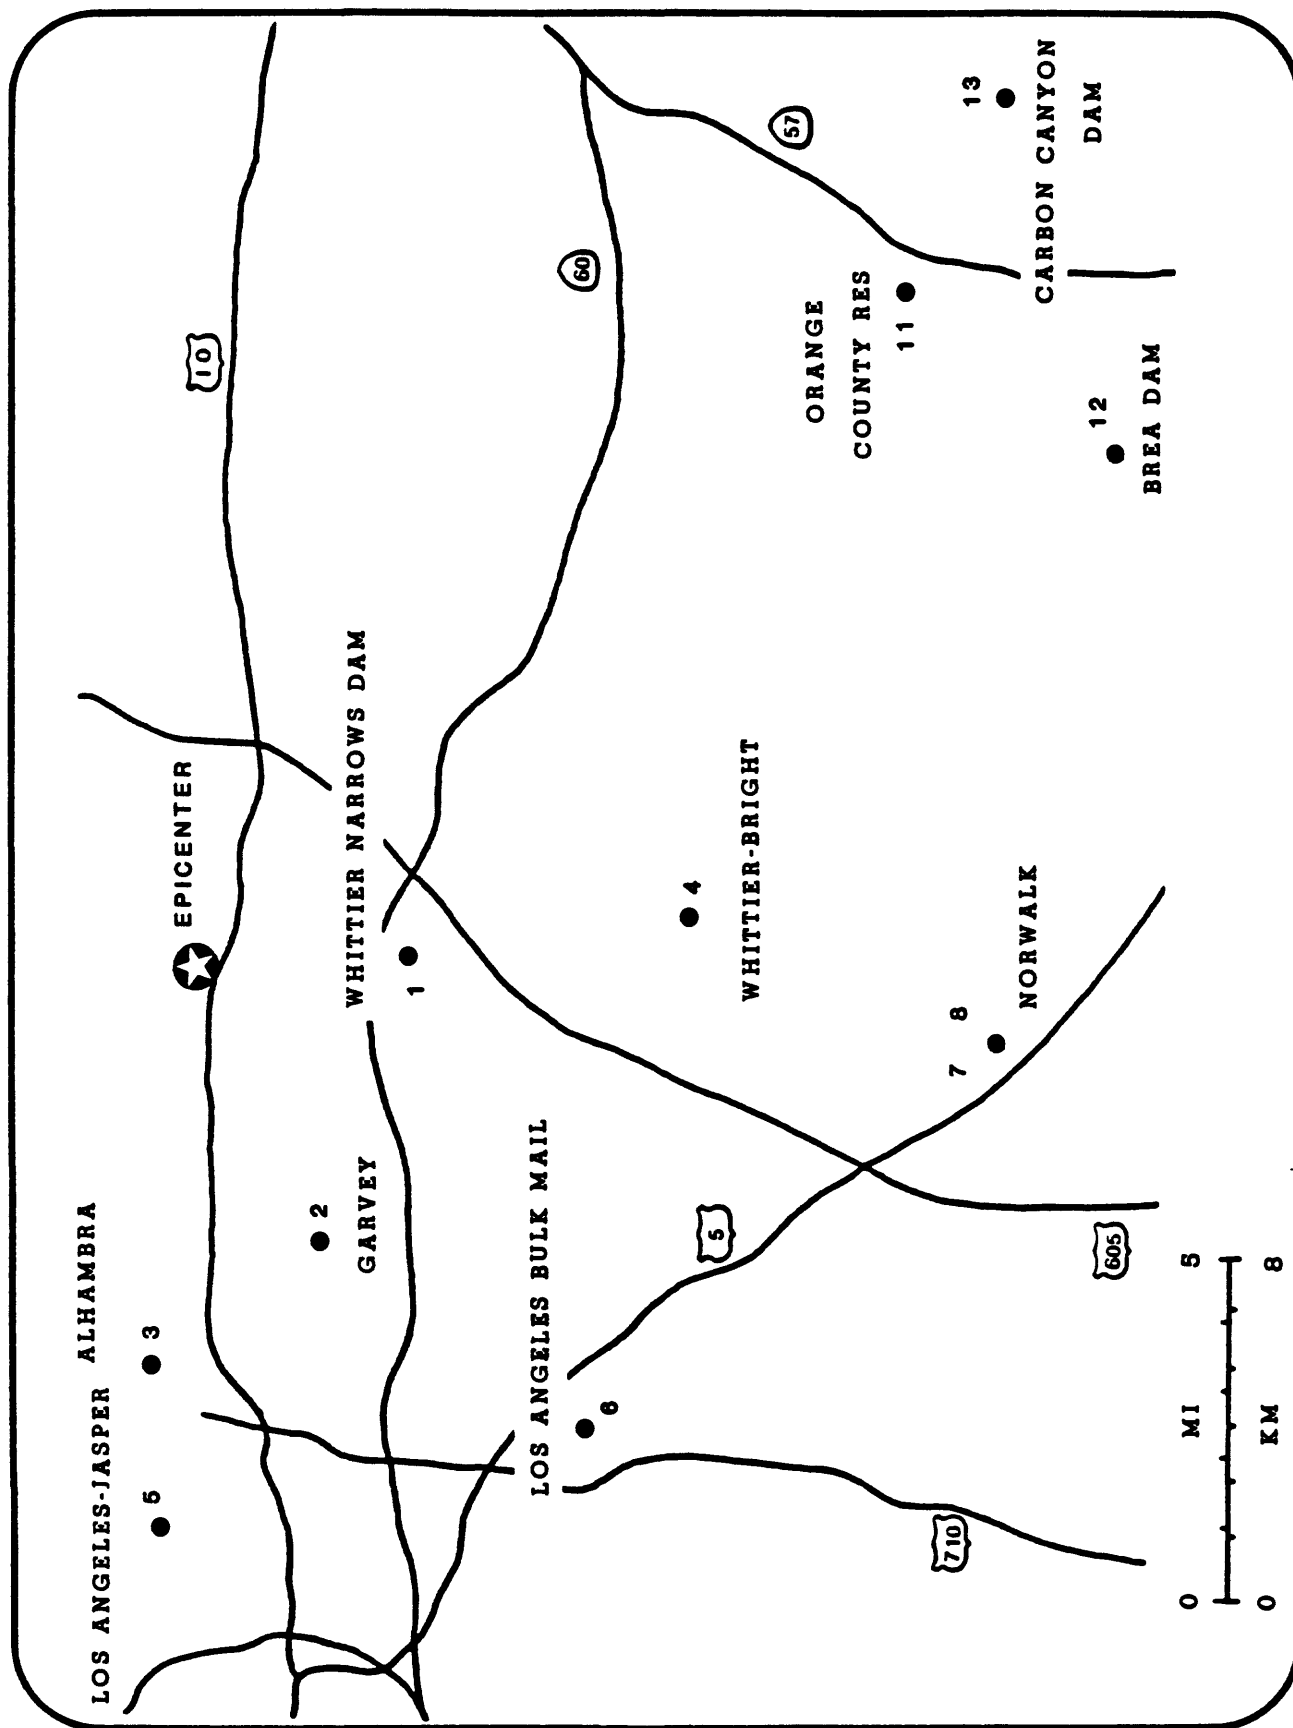 LOS ANGELES-JASPER
ALHAMBRA
5
3
EPICENTER
10
2
GARVEY
WHITTIER NARROWS DAM
1
LOS ANGELES BULK MAIL
6
60
4
WHITTIER-BRIGHT
5
57
ORANGE
COUNTY RES
11
710
7 8
NORWALK
13
CARBON CANYON
DAM
12
BREA DAM
605
0 MI 5
0 KM 8